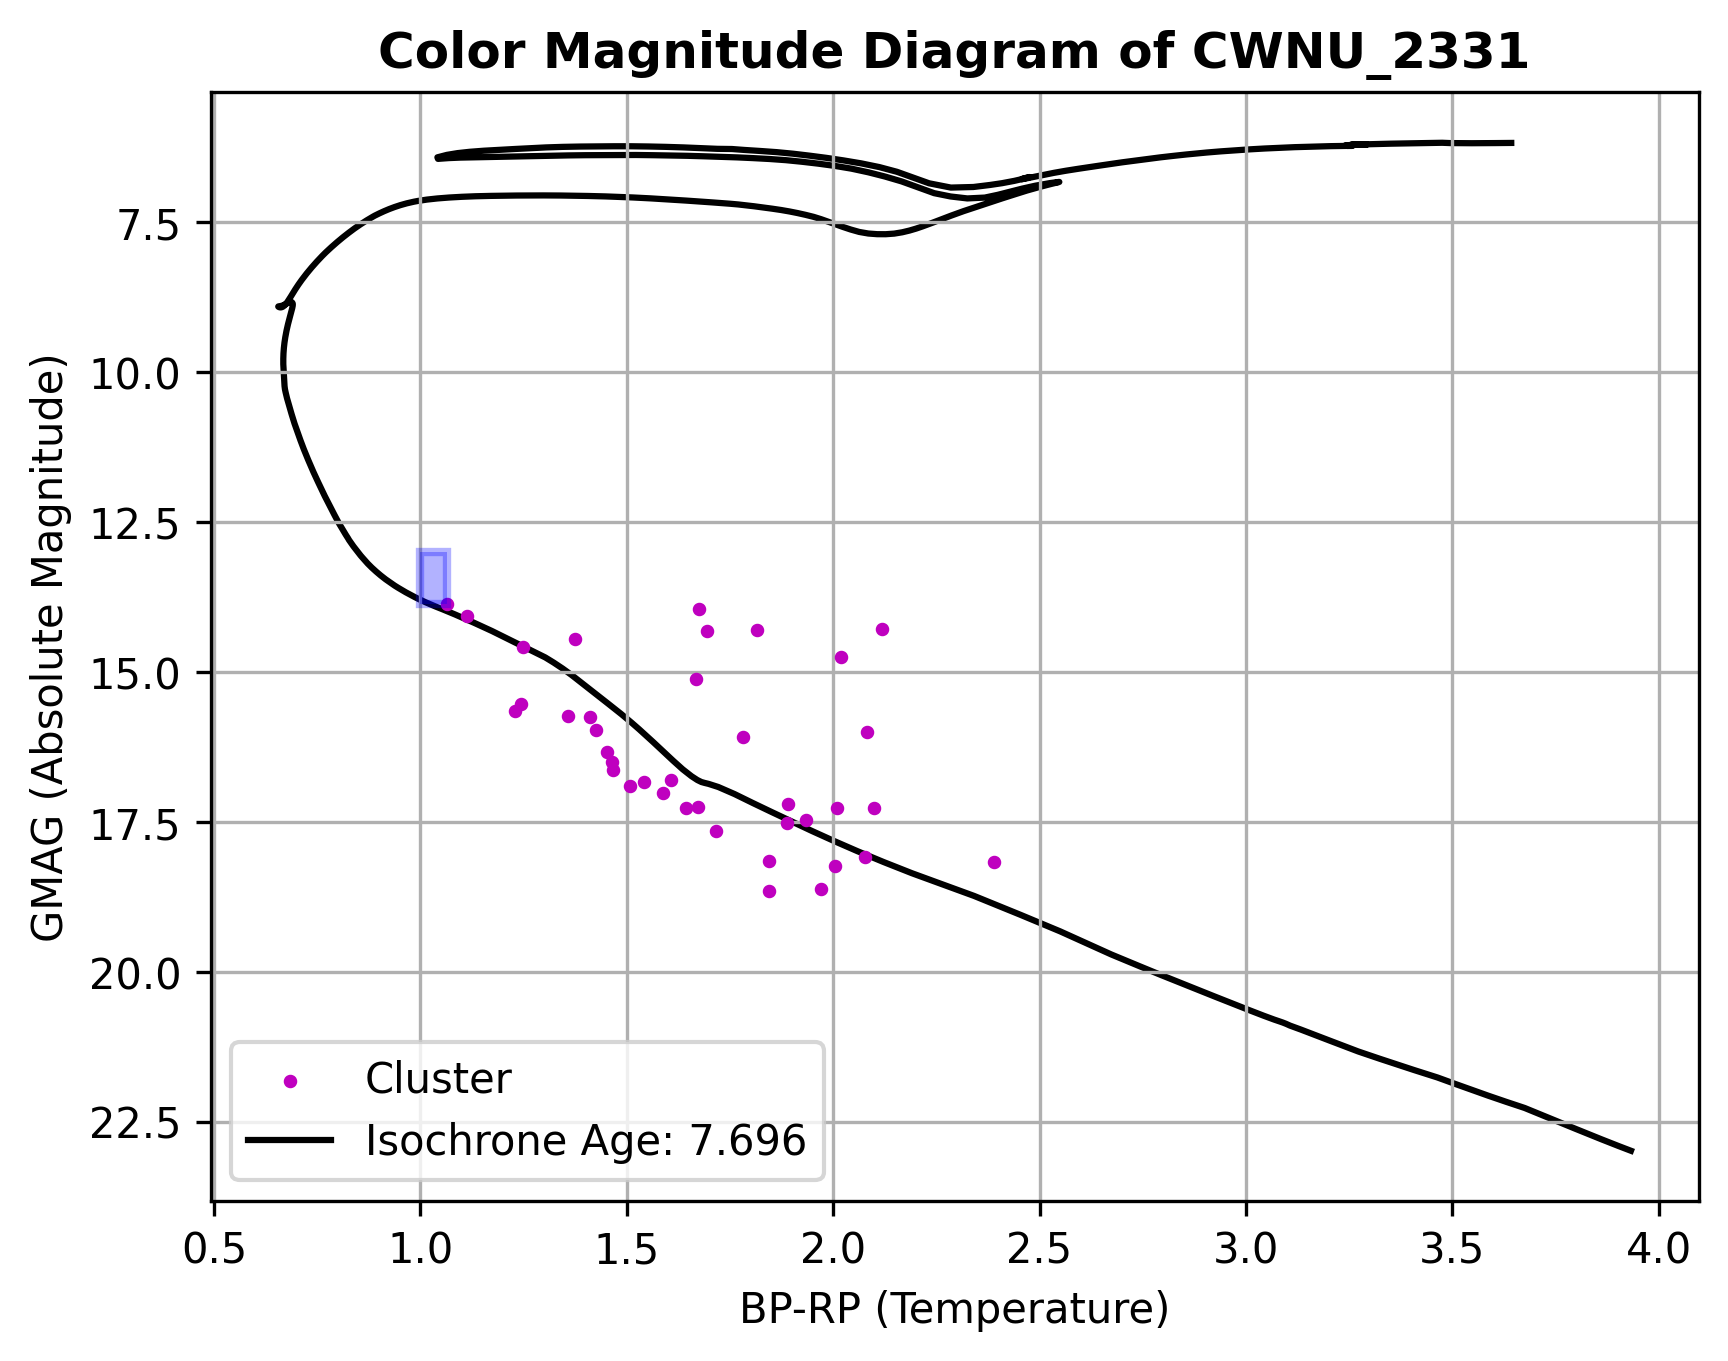 Color Magnitude Diagram of CWNU_2331
GMAG (Absolute Magnitude)
7.5
10.0
12.5
15.0
17.5
20.0
22.5
Cluster
Isochrone Age: 7.696
0.5 1.0 1.5 2.0 2.5 3.0 3.5 4.0
BP-RP (Temperature)